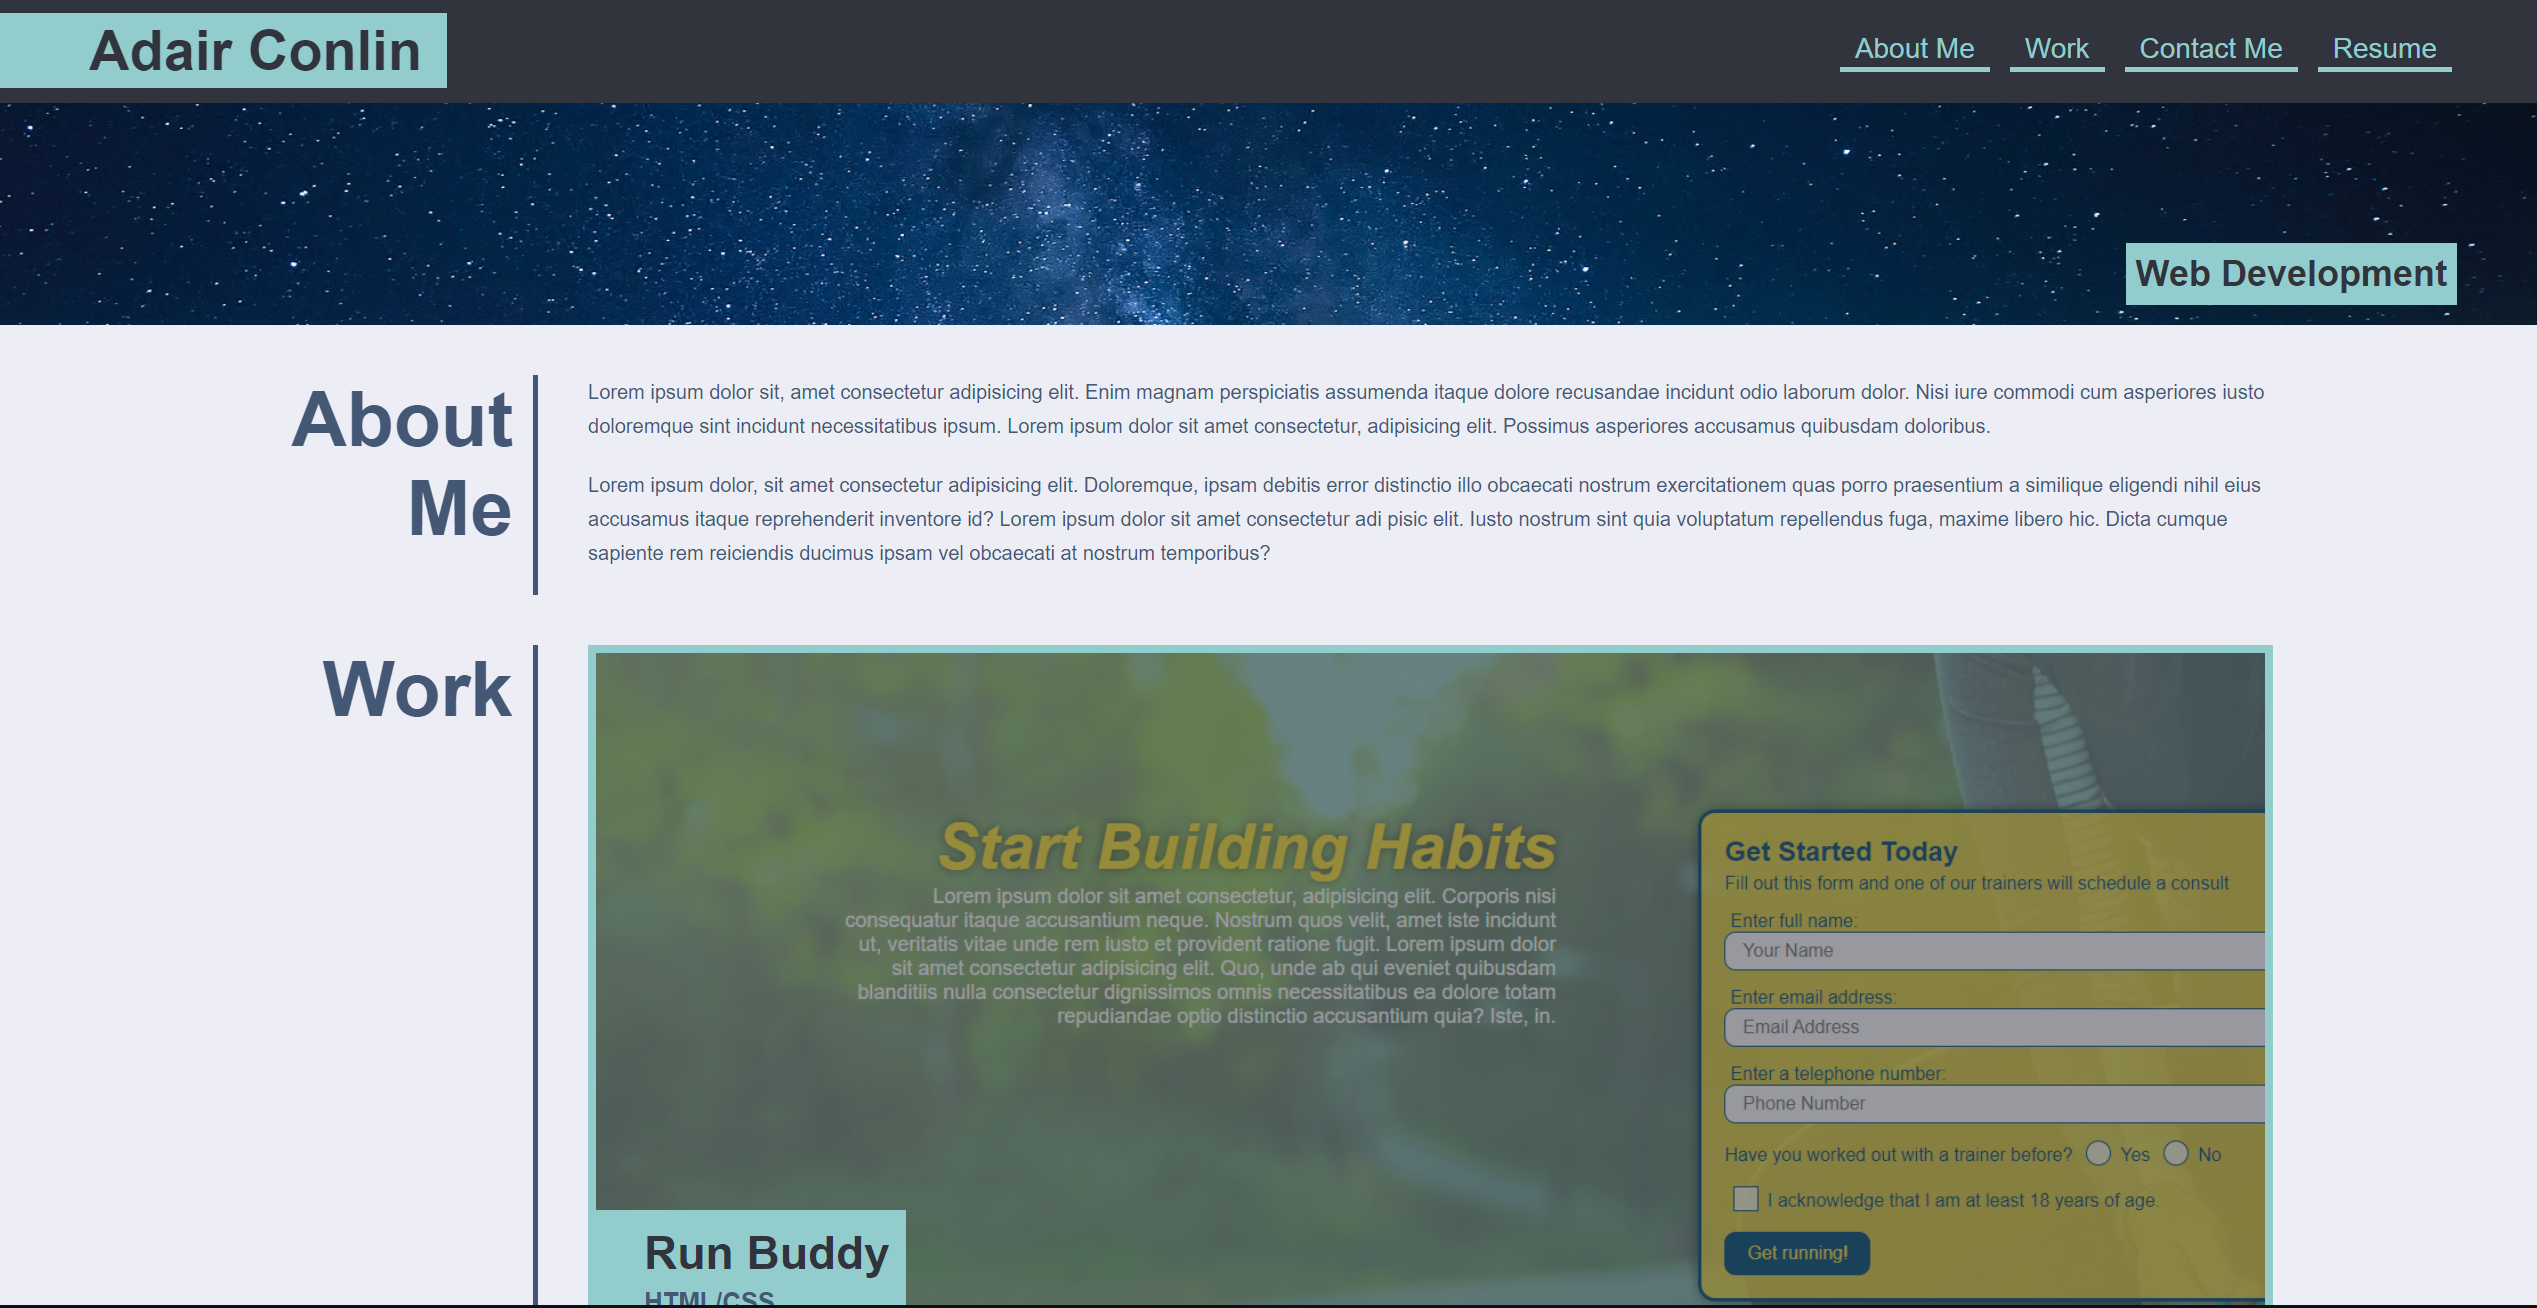 Adair Conlin
About Me Work Contact Me Resume
Web Development
About
Me
Lorem ipsum dolor sit, amet consectetur adipisicing elit. Enim magnam perspiciatis assumenda itaque dolore recusandae incidunt odio laborum dolor. Nisi iure commodi cum asperiores iusto
doloremque sint incidunt necessitatibus ipsum. Lorem ipsum dolor sit amet consectetur, adipisicing elit. Possimus asperiores accusamus quibusdam doloribus.
Lorem ipsum dolor, sit amet consectetur adipisicing elit. Doloremque, ipsam debitis error distinctio illo obcaecati nostrum exercitationem quas porro praesentium a similique eligendi nihil eius
accusamus itaque reprehenderit inventore id? Lorem ipsum dolor sit amet consectetur adi pisic elit. Iusto nostrum sint quia voluptatum repellendus fuga, maxime libero hic. Dicta cumque
sapiente rem reiciendis ducimus ipsam vel obcaecati at nostrum temporibus?
Work
Start Building Habits
Lorem ipsum dolor sit amet consectetur, adipisicing elit. Corporis nisi
consequatur itaque accusantium neque. Nostrum quos velit, amet iste incidunt
ut, veritatis vitae unde rem iusto et provident ratione fugit. Lorem ipsum dolor
sit amet consectetur adipisicing elit. Quo, unde ab qui eveniet quibusdam
blanditiis nulla consectetur dignissimos omnis necessitatibus ea dolore totam
repudiandae optio distinctio accusantium quia? Iste, in.
Get Started Today
Fill out this form and one of our trainers will schedule a consult
Enter full name:
Your Name
Enter email address:
Email Address
Enter a telephone number:
Phone Number
Have you worked out with a trainer before? Yes No
I acknowledge that I am at least 18 years of age.
Get running!
Run Buddy
HTML/CSS